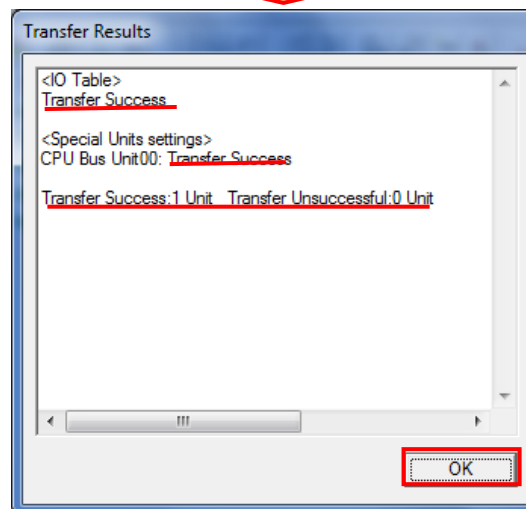 Transfer Results
<IO Table>
Transfer Success
<Special Units settings>
CPU Bus Unit00: Transfer Success
Transfer Success:1 Unit   Transfer Unsuccessful:0 Unit
OK